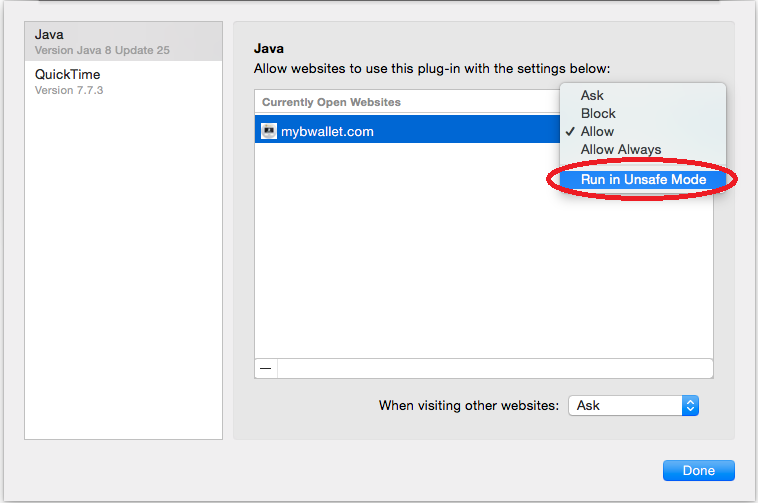 Java
Version Java 8 Update 25
QuickTime
Version 7.7.3
Java
Allow websites to use this plug-in with the settings below:
Currently Open Websites
mybwallet.com
Ask
Block
✓ Allow
Allow Always
Run in Unsafe Mode
When visiting other websites: Ask
Done